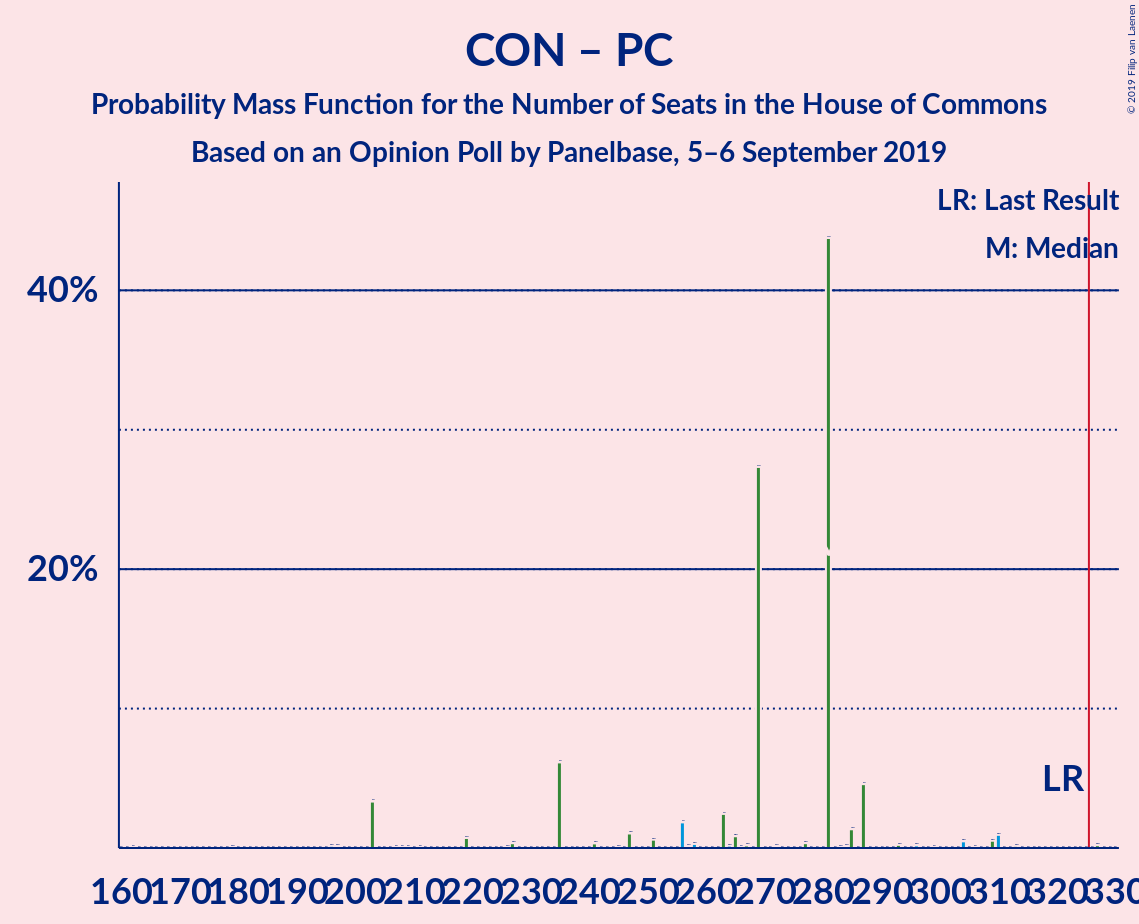 CON – PC
Probability Mass Function for the Number of Seats in the House of Commons
Based on an Opinion Poll by Panelbase, 5–6 September 2019
© 2019 Filip van Laenen
LR: Last Result
M: Median
40%
20%
LR
160 170 180 190 200 210 220 230 240 250 260 270 280 290 300 310 320 330